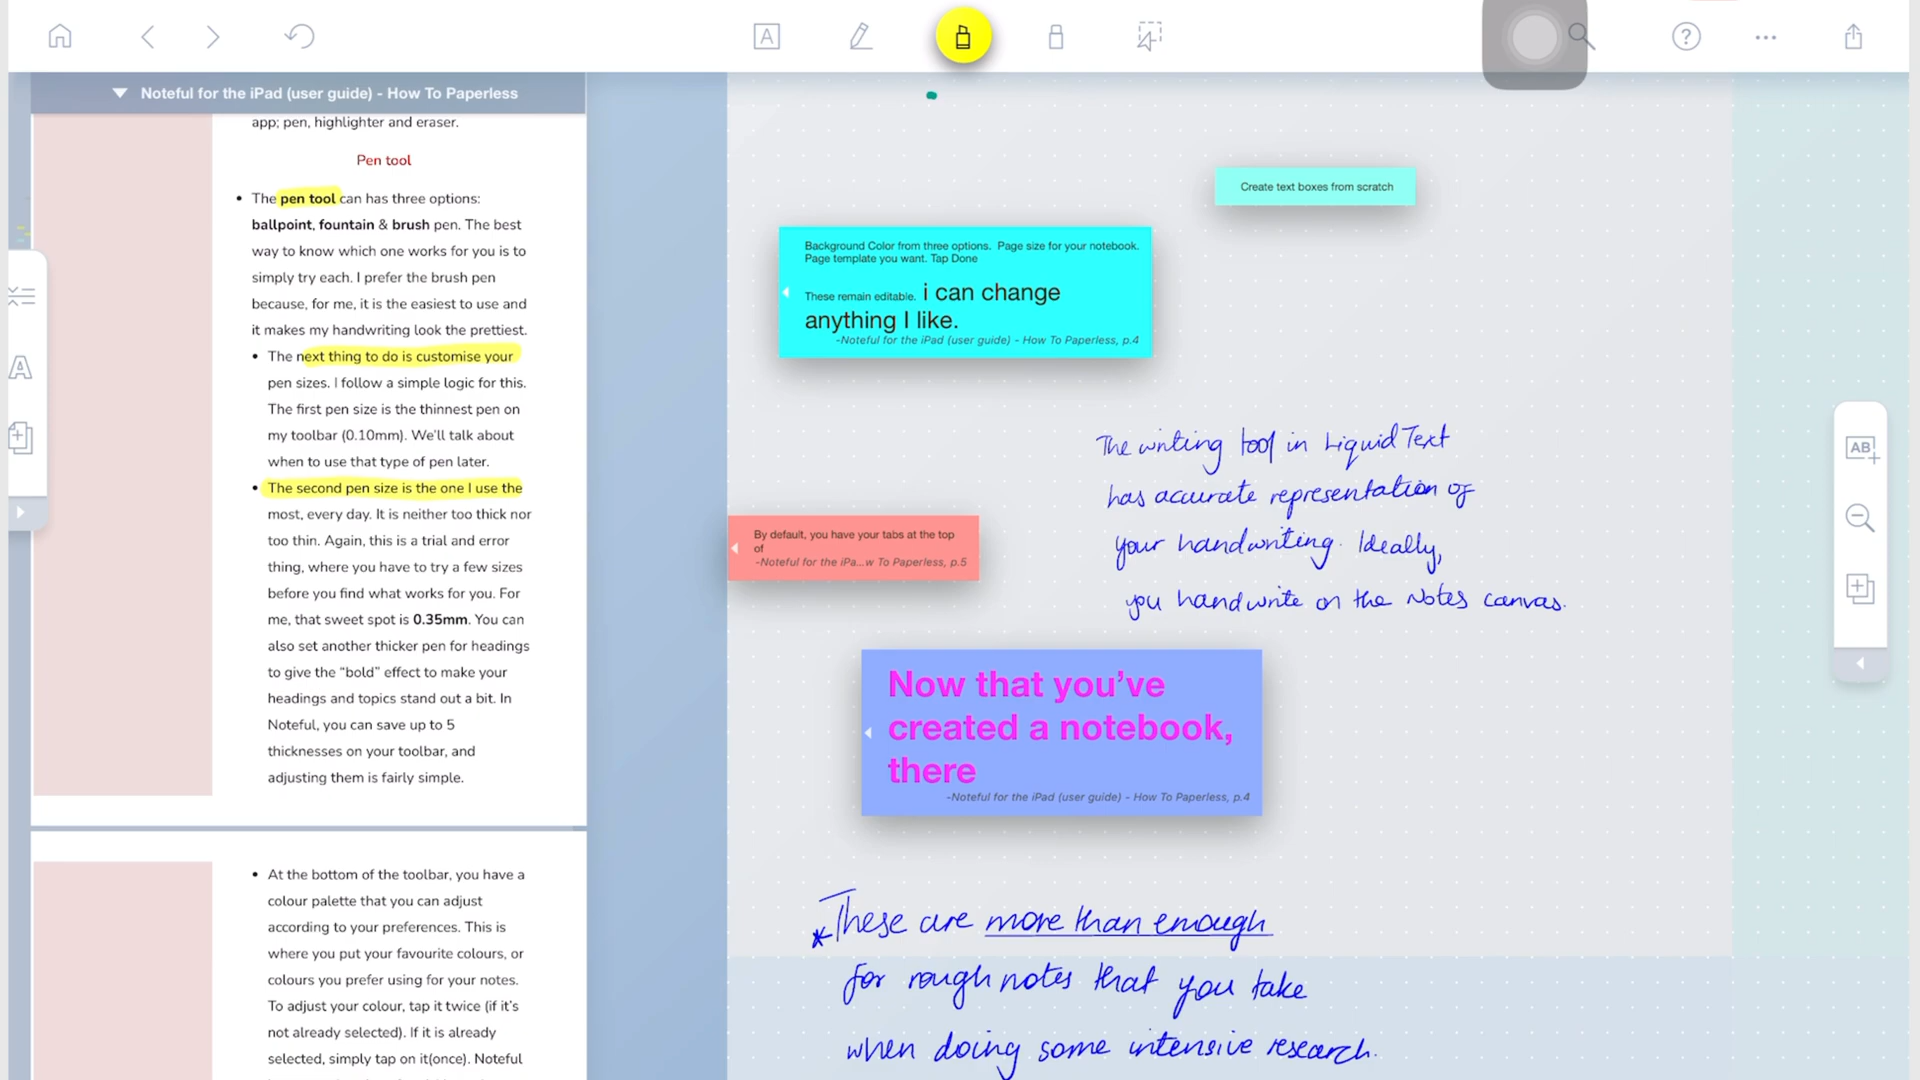 Noteful for the iPad (user guide) - How To Paperless
app; pen, highlighter and eraser.
Pen tool
• The pen tool can has three options:
ballpoint, fountain & brush pen. The best
way to know which one works for you is to
simply try each. I prefer the brush pen
because, for me, it is the easiest to use and
it makes my handwriting look the prettiest.
• The next thing to do is customise your
pen sizes. I follow a simple logic for this.
The first pen size is the thinnest pen on
my toolbar (0.10mm). We'll talk about
when to use that type of pen later.
• The second pen size is the one I use the
most, every day. It is neither too thick nor
too thin. Again, this is a trial and error
thing, where you have to try a few sizes
before you find what works for you. For
me, that sweet spot is 0.35mm. You can
also set another thicker pen for headings
to give the “bold” effect to make your
headings and topics stand out a bit. In
Noteful, you can save up to 5
thicknesses on your toolbar, and
adjusting them is fairly simple.
• At the bottom of the toolbar, you have a
colour palette that you can adjust
according to your preferences. This is
where you put your favourite colours, or
colours you prefer using for your notes.
To adjust your colour, tap it twice (if it's
not already selected). If it is already
selected, simply tap on it(once). Noteful
A
A
?
AB
Create text boxes from scratch
Background Color from three options. Page size for your notebook.
Page template you want. Tap Done
These remain editable. i can change
anything I like.
-Noteful for the iPad (user guide) - How To Paperless, p.4
The writing tool in LiquidText
has accurate representation of
your handwriting. Ideally,
you handwrite on the Notes canvas.
By default, you have your tabs at the top
of
-Noteful for the iPa...w To Paperless, p.5
Now that you've
created a notebook,
there
-Noteful for the iPad (user guide) - How To Paperless, p.4
*These are more than enough
for rough notes that you take
when doing some intensive research.